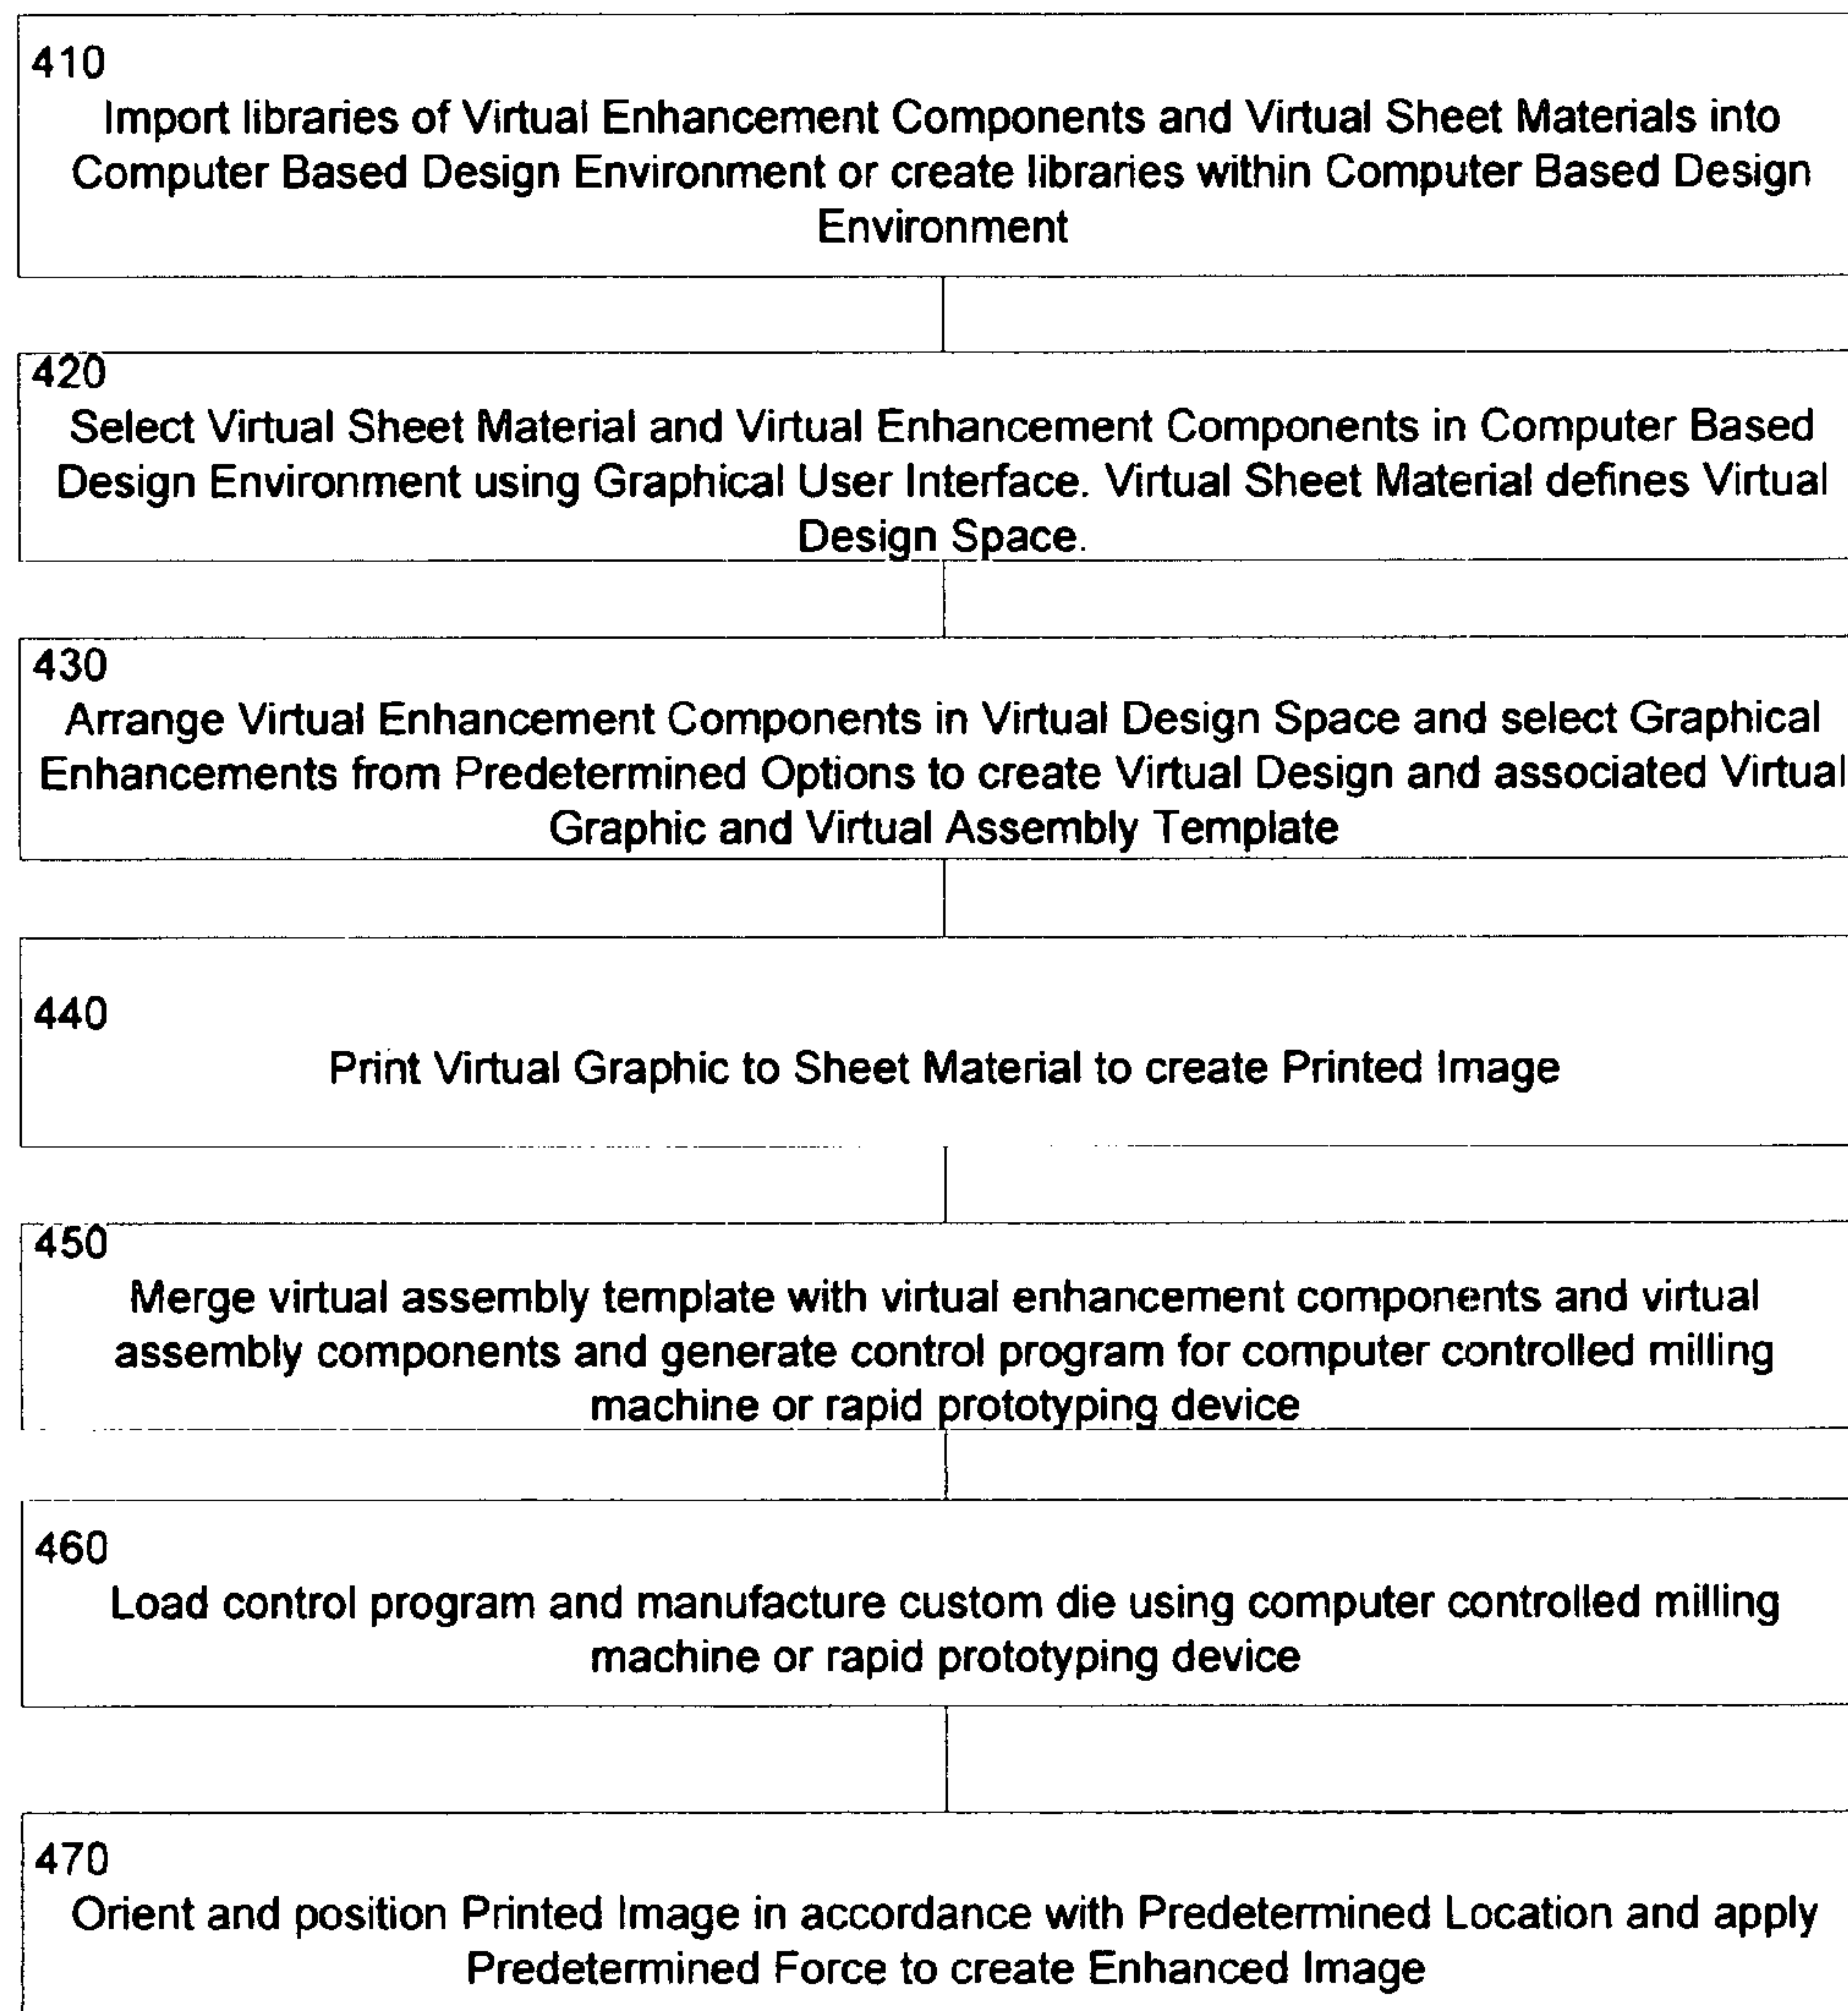 410
Import libraries of Virtual Enhancement Components and Virtual Sheet Materials into
Computer Based Design Environment or create libraries within Computer Based Design
Environment
420
Select Virtual Sheet Material and Virtual Enhancement Components in Computer Based
Design Environment using Graphical User Interface. Virtual Sheet Material defines Virtual
Design Space.
430
Arrange Virtual Enhancement Components in Virtual Design Space and select Graphical
Enhancements from Predetermined Options to create Virtual Design and associated Virtual
Graphic and Virtual Assembly Template
440
Print Virtual Graphic to Sheet Material to create Printed Image
450
Merge virtual assembly template with virtual enhancement components and virtual
assembly components and generate control program for computer controlled milling
machine or rapid prototyping device
460
Load control program and manufacture custom die using computer controlled milling
machine or rapid prototyping device
470
Orient and position Printed Image in accordance with Predetermined Location and apply
Predetermined Force to create Enhanced Image